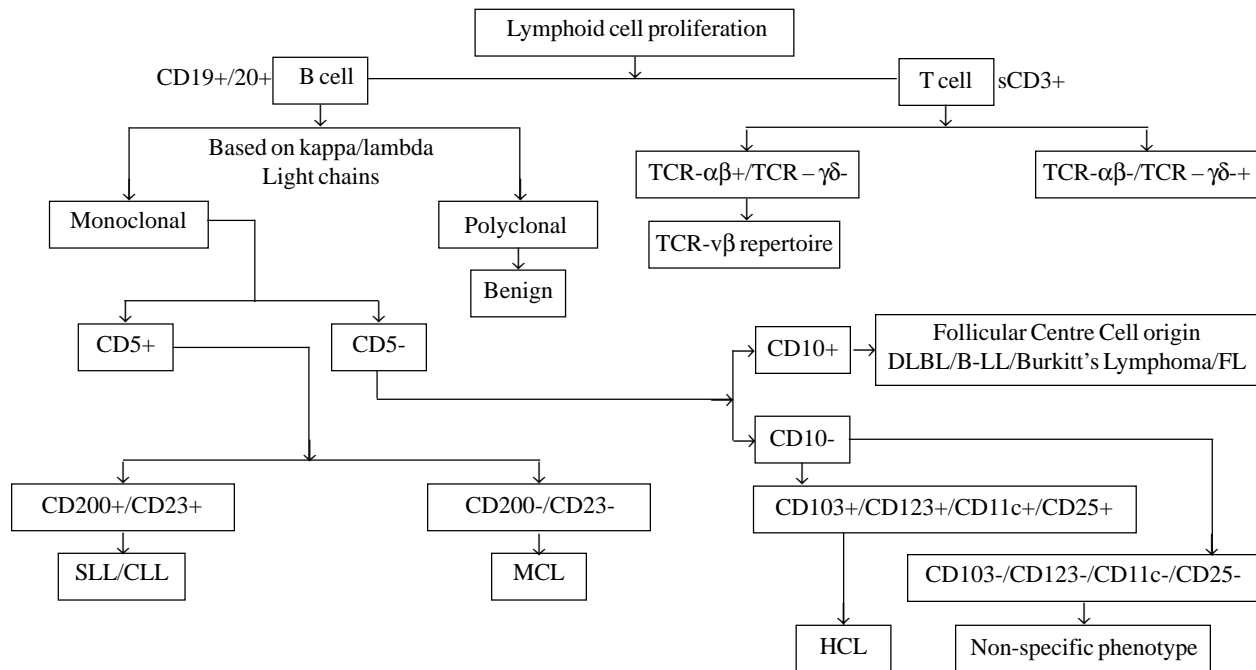 Lymphoid cell proliferation
CD19+/20+
B cell
T cell
sCD3+
Based on kappa/lambda
Light chains
TCR-αβ+/TCR – γδ-
TCR-αβ-/TCR – γδ-+
Monoclonal
Polyclonal
TCR-vβ repertoire
Benign
CD5+
CD5-
CD10+
Follicular Centre Cell origin
DLBL/B-LL/Burkitt's Lymphoma/FL
CD10-
CD200+/CD23+
CD200-/CD23-
CD103+/CD123+/CD11c+/CD25+
SLL/CLL
MCL
CD103-/CD123-/CD11c-/CD25-
HCL
Non-specific phenotype